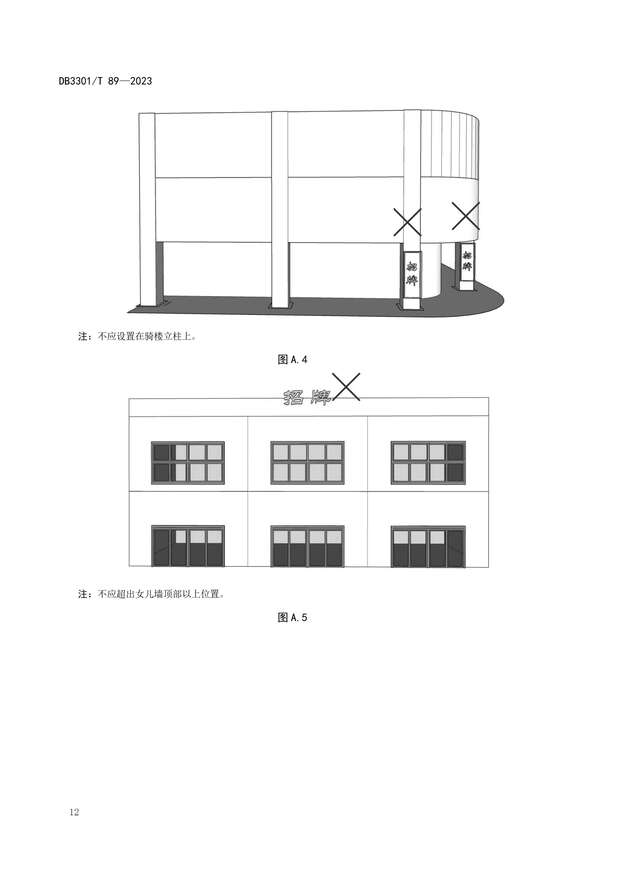 DB3301/T 89—2023
招牌
招牌
注：不应设置在骑楼立柱上。
图 A.4
招牌
注：不应超出女儿墙顶部以上位置。
图 A.5
12